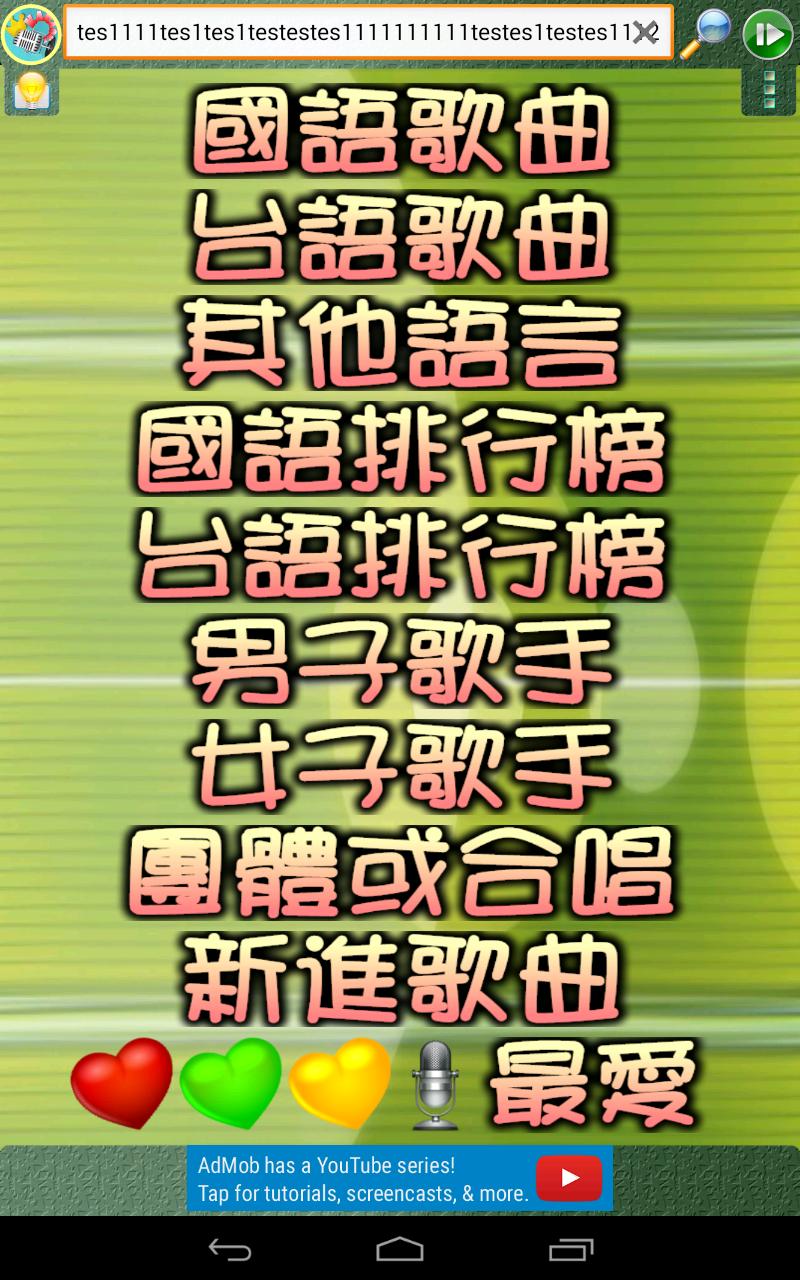 tes1111tes1tes1testestes1111111111testes1testes11
國語歌曲
台語歌曲
其他語言
國語排行榜
台語排行榜
男子歌手
女子歌手
團體或合唱
新進歌曲
最愛
AdMob has a YouTube series!
Tap for tutorials, screencasts, & more.